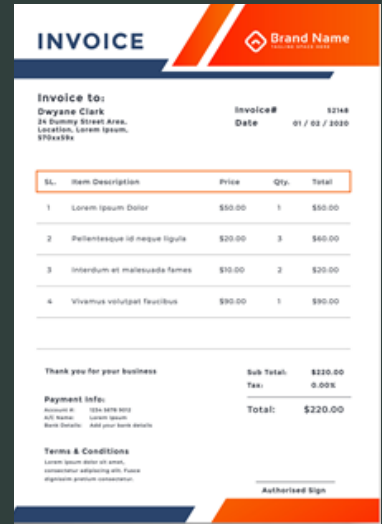 INVOICE
Brand Name
TAGLINE SPACE HERE
Invoice to:
Dwyane Clark
24 Dummy Street Area,
Location, Lorem Ipsum,
570xx59x
Invoice# 52148
Date 01 / 02 / 2020
SL. Item Description Price Qty. Total
1 Lorem Ipsum Dolor $50.00 1 $50.00
2 Pellentesque id neque ligula $20.00 3 $60.00
3 Interdum et malesuada fames $10.00 2 $20.00
4 Vivamus volutpat faucibus $90.00 1 $90.00
Thank you for your business
Sub Total: $220.00
Tax: 0.00%
Payment Info:
Total: $220.00
Account #: 1234 5678 9012
A/C Name: Lorem Ipsum
Bank Details: Add your bank details
Terms & Conditions
Lorem ipsum dolor sit amet,
consectetur adipiscing elit. Fusce
dignissim pretium consectetur.
Authorised Sign